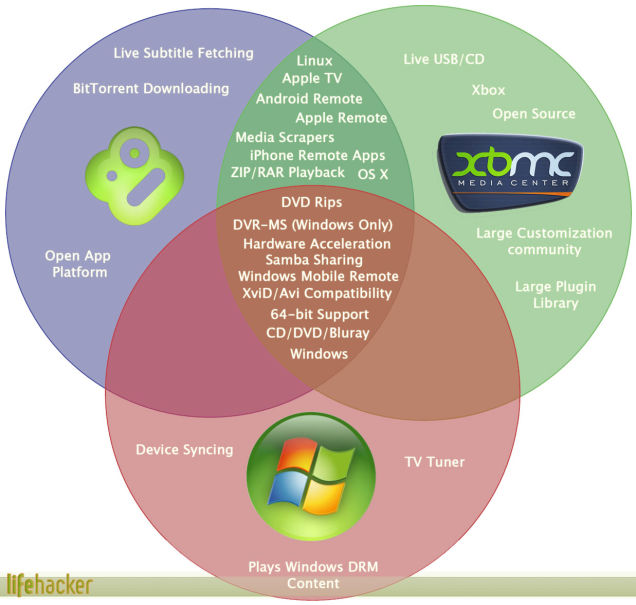 Live Subtitle Fetching
BitTorrent Downloading
Open App
Platform
Linux
Apple TV
Android Remote
Apple Remote
Media Scrapers
iPhone Remote Apps
ZIP/RAR Playback
OS X
Live USB/CD
Xbox
Open Source
xbmc
MEDIA CENTER
Large Customization
community
Large Plugin
Library
DVD Rips
DVR-MS (Windows Only)
Hardware Acceleration
Samba Sharing
Windows Mobile Remote
XviD/Avi Compatibility
64-bit Support
CD/DVD/Bluray
Windows
Device Syncing
TV Tuner
Plays Windows DRM
Content
lifehacker